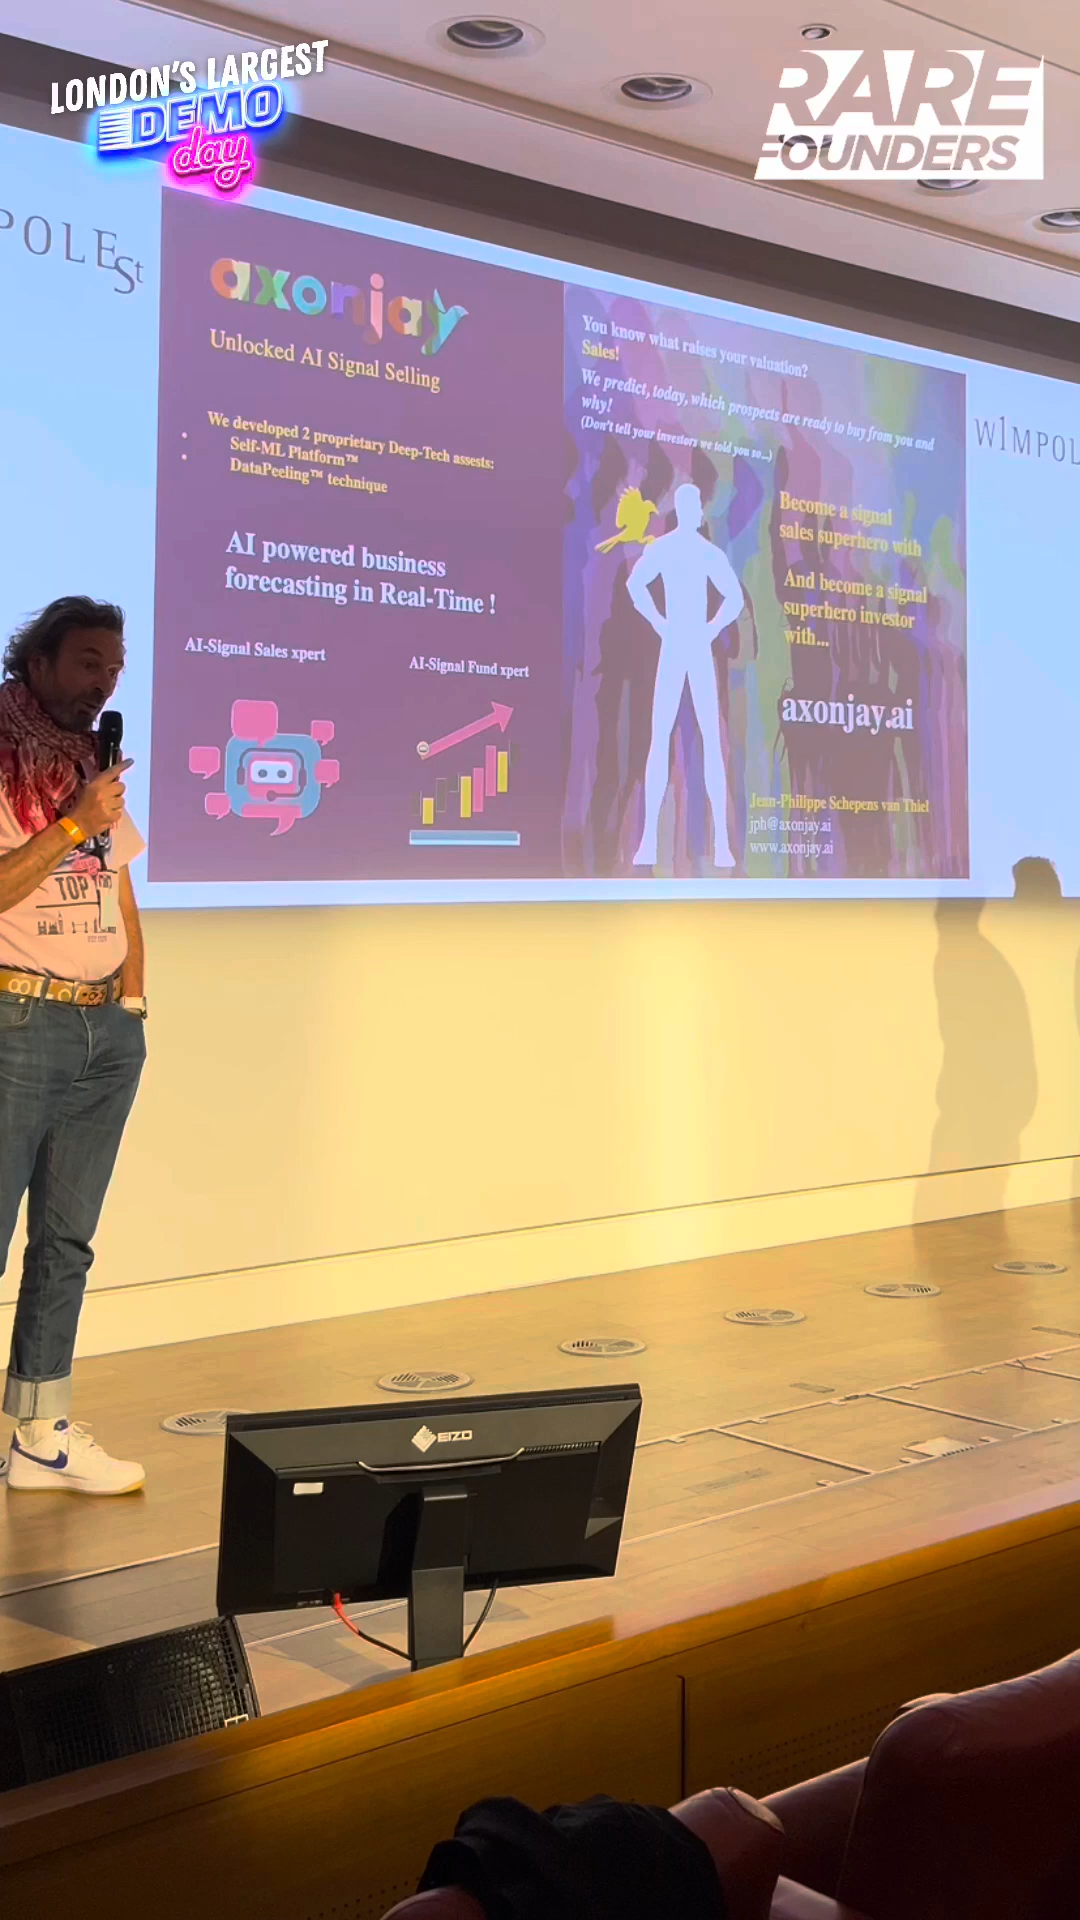 LONDON'S LARGEST
DEMO
day
RARE
FOUNDERS
POLESt
W1MPOL
axonjay
Unlocked AI Signal Selling
We developed 2 proprietary Deep-Tech assests:
• Self-ML Platform™
• DataPeeling™ technique
AI powered business
forecasting in Real-Time !
AI-Signal Sales xpert
AI-Signal Fund xpert
You know what raises your valuation?
Sales!
We predict, today, which prospects are ready to buy from you and
why!
(Don't tell your investors we told you so...)
Become a signal
sales superhero with
And become a signal
superhero investor
with...
axonjay.ai
Jean-Philippe Schepens van Thiel
jph@axonjay.ai
www.axonjay.ai
TOP
EIZO